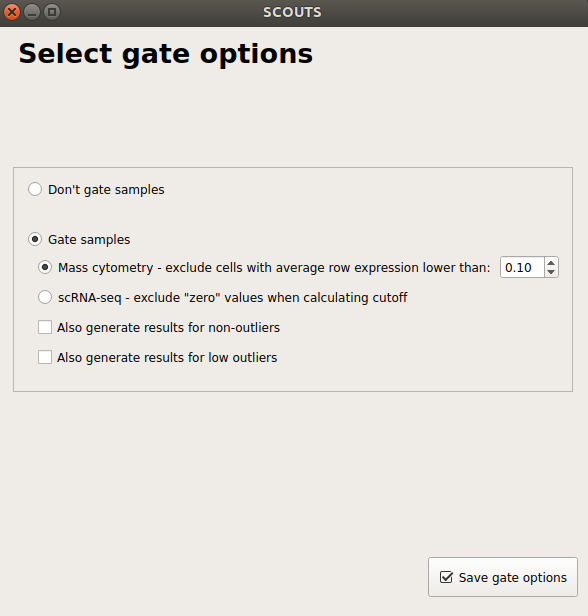 SCOUTS
Select gate options
Don't gate samples
Gate samples
Mass cytometry - exclude cells with average row expression lower than: 0.10
scRNA-seq - exclude "zero" values when calculating cutoff
Also generate results for non-outliers
Also generate results for low outliers
Save gate options